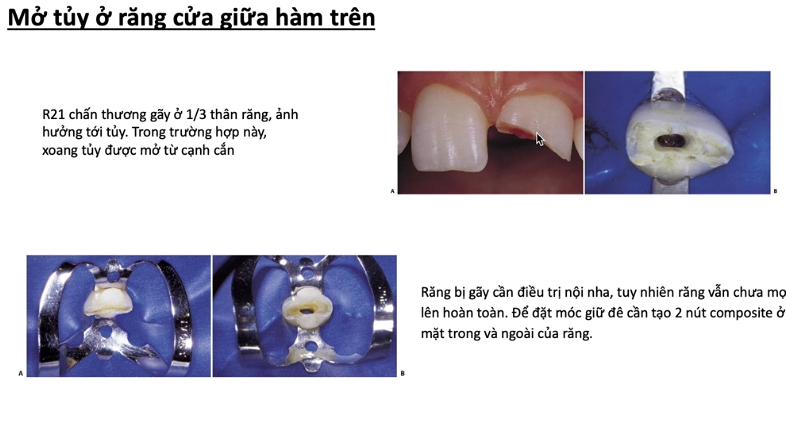 Mở tủy ở răng cửa giữa hàm trên
R21 chấn thương gãy ở 1/3 thân răng, ảnh
hưởng tới tủy. Trong trường hợp này,
xoang tủy được mở từ cạnh cắn
A
B
Răng bị gãy cần điều trị nội nha, tuy nhiên răng vẫn chưa mọ
lên hoàn toàn. Để đặt móc giữ đê cần tạo 2 nút composite ở
mặt trong và ngoài của răng.
A
B